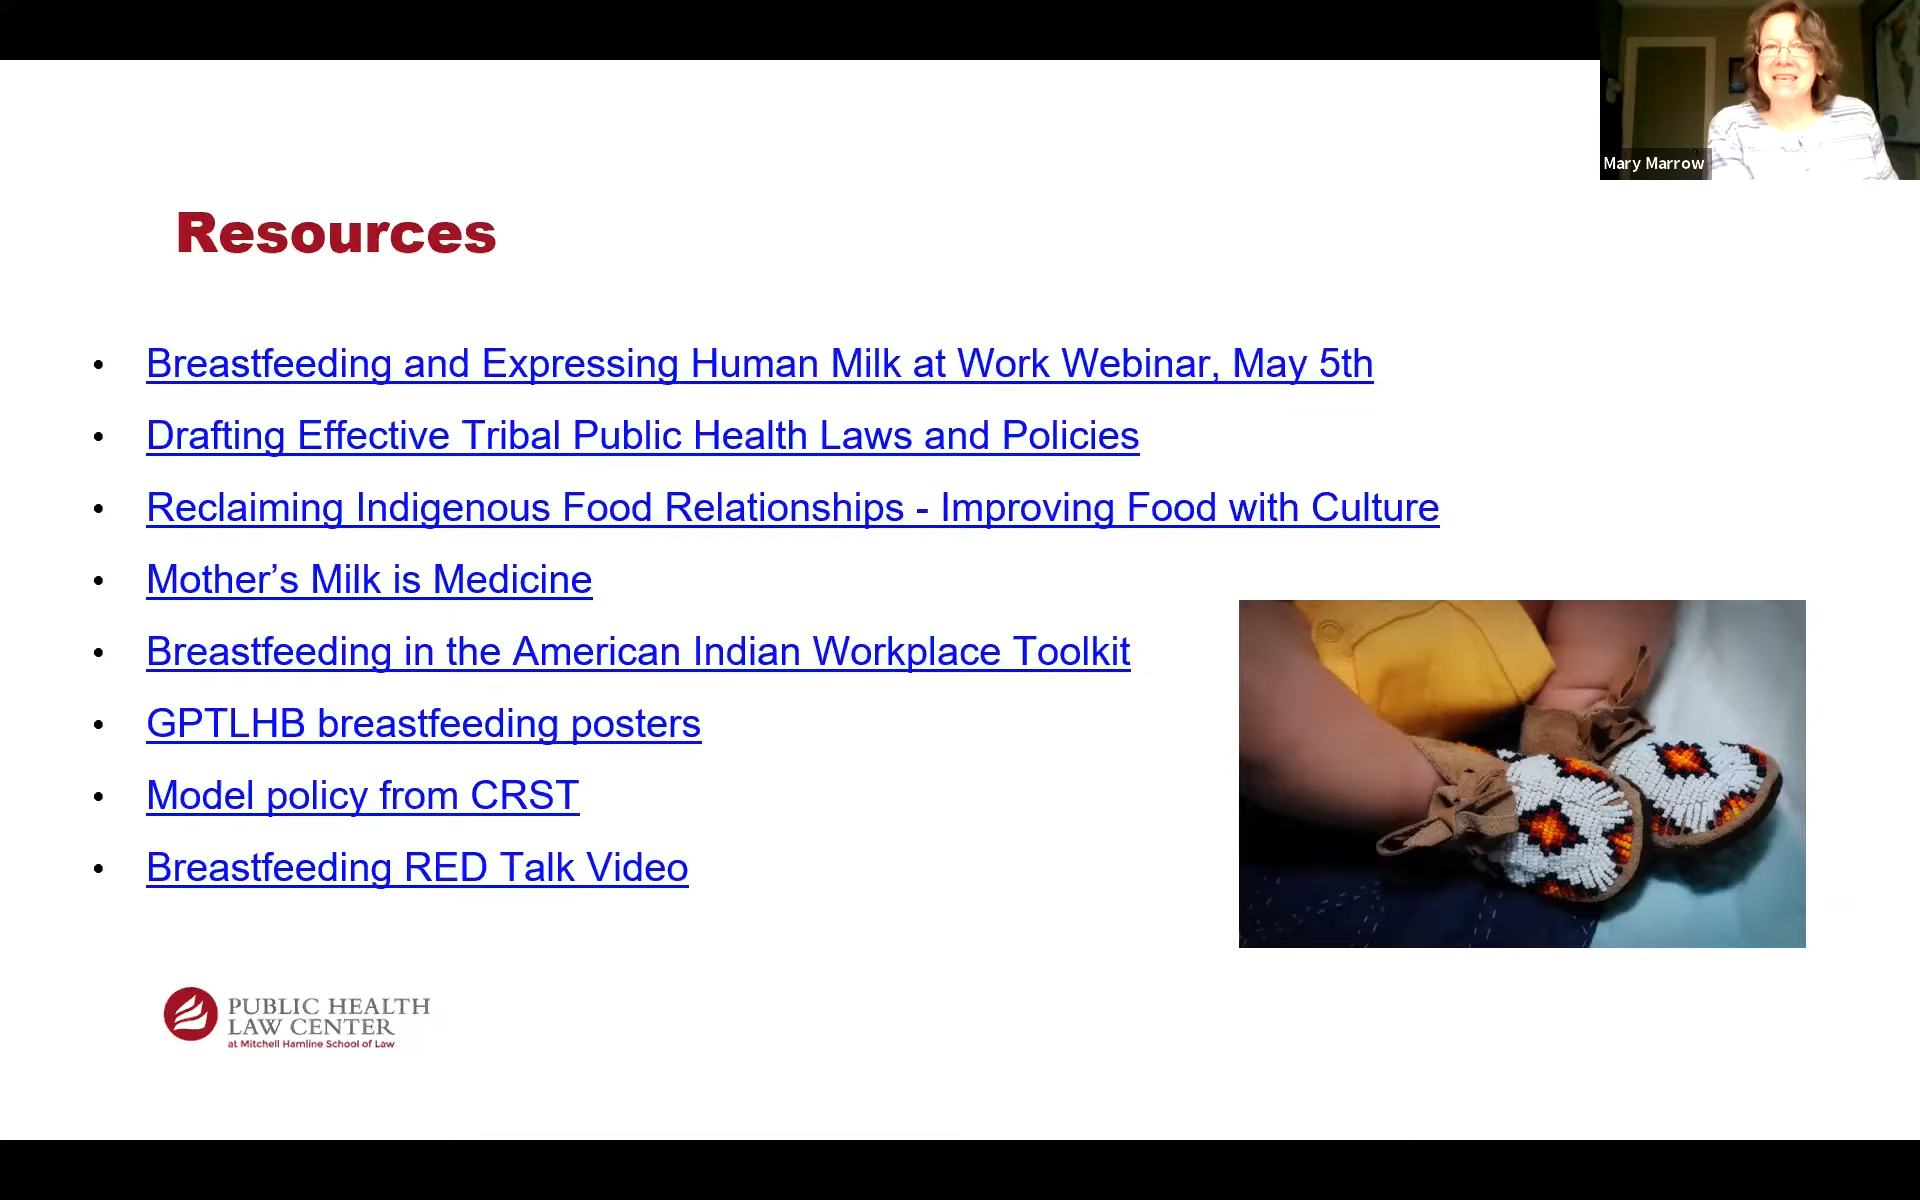 Mary Marrow
Resources
• Breastfeeding and Expressing Human Milk at Work Webinar, May 5th
• Drafting Effective Tribal Public Health Laws and Policies
• Reclaiming Indigenous Food Relationships - Improving Food with Culture
• Mother’s Milk is Medicine
• Breastfeeding in the American Indian Workplace Toolkit
• GPTLHB breastfeeding posters
• Model policy from CRST
• Breastfeeding RED Talk Video
PUBLIC HEALTH
LAW CENTER
at Mitchell Hamline School of Law